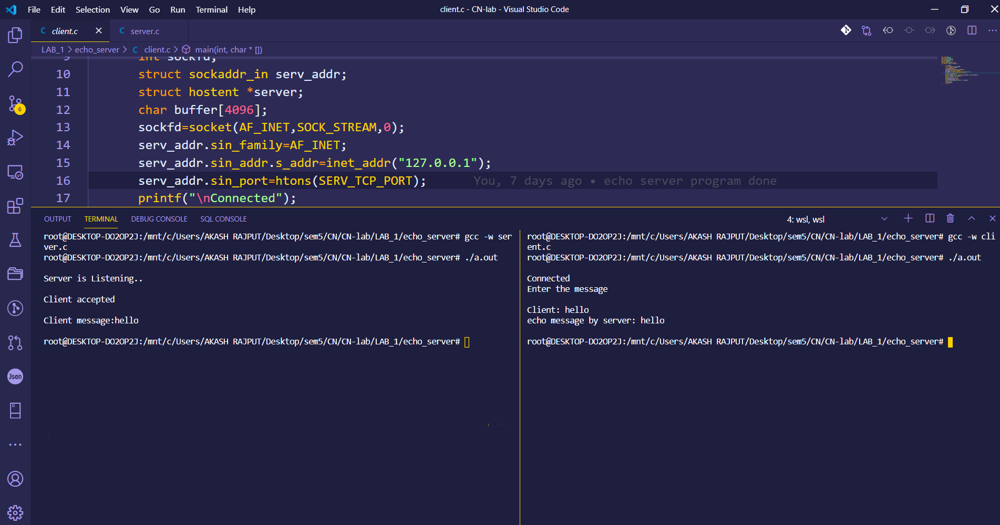 File Edit Selection View Go Run Terminal Help
client.c - CN-lab - Visual Studio Code
client.c
server.c
LAB_1 > echo_server > C client.c > main(int, char * [])
9 int sockfd;
10 struct sockaddr_in serv_addr;
11 struct hostent *server;
12 char buffer[4096];
13 sockfd=socket(AF_INET,SOCK_STREAM,0);
14 serv_addr.sin_family=AF_INET;
15 serv_addr.sin_addr.s_addr=inet_addr("127.0.0.1");
16 serv_addr.sin_port=htons(SERV_TCP_PORT); You, 7 days ago • echo server program done
17 printf("\nConnected");
6
Json
OUTPUT TERMINAL DEBUG CONSOLE SQL CONSOLE
4: wsl, wsl
root@DESKTOP-DO2OP2J:/mnt/c/Users/AKASH RAJPUT/Desktop/sem5/CN/CN-lab/LAB_1/echo_server# gcc -w ser
ver.c
root@DESKTOP-DO2OP2J:/mnt/c/Users/AKASH RAJPUT/Desktop/sem5/CN/CN-lab/LAB_1/echo_server# ./a.out
Server is Listening..
Client accepted
Client message:hello
root@DESKTOP-DO2OP2J:/mnt/c/Users/AKASH RAJPUT/Desktop/sem5/CN/CN-lab/LAB_1/echo_server#
root@DESKTOP-DO2OP2J:/mnt/c/Users/AKASH RAJPUT/Desktop/sem5/CN/CN-lab/LAB_1/echo_server# gcc -w cli
ent.c
root@DESKTOP-DO2OP2J:/mnt/c/Users/AKASH RAJPUT/Desktop/sem5/CN/CN-lab/LAB_1/echo_server# ./a.out
Connected
Enter the message
Client: hello
echo message by server: hello
root@DESKTOP-DO2OP2J:/mnt/c/Users/AKASH RAJPUT/Desktop/sem5/CN/CN-lab/LAB_1/echo_server#